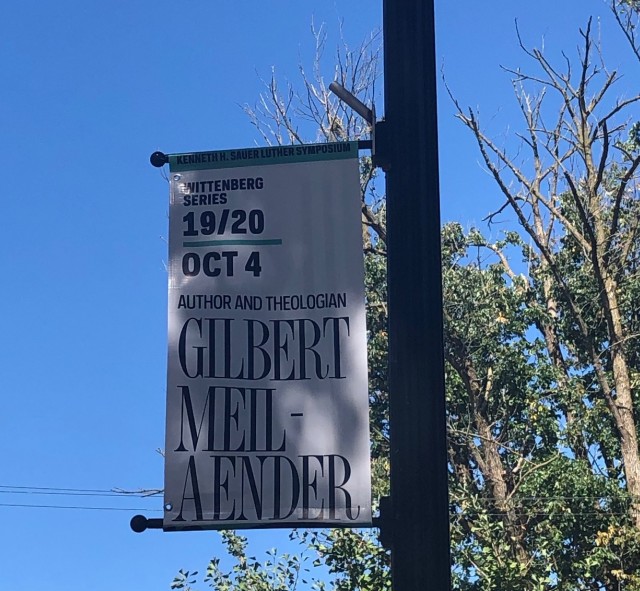 KENNETH H. SAUER LUTHER SYMPOSIUM
WITTENBERG
SERIES
19/20
OCT 4
AUTHOR AND THEOLOGIAN
GILBERT
MEIL-
AENDER